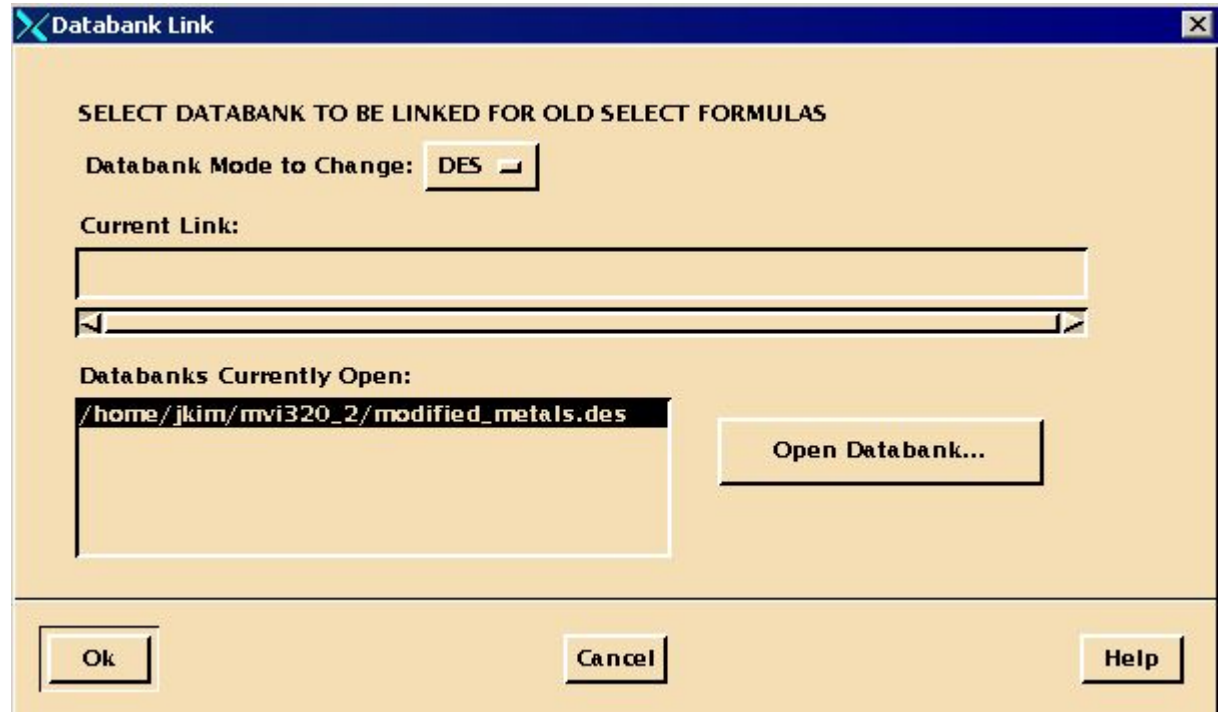 Databank Link
SELECT DATABANK TO BE LINKED FOR OLD SELECT FORMULAS
Databank Mode to Change: DES
Current Link:
Databanks Currently Open:
/home/jkim/mvi320_2/modified_metals.des
Open Databank...
Ok Cancel Help